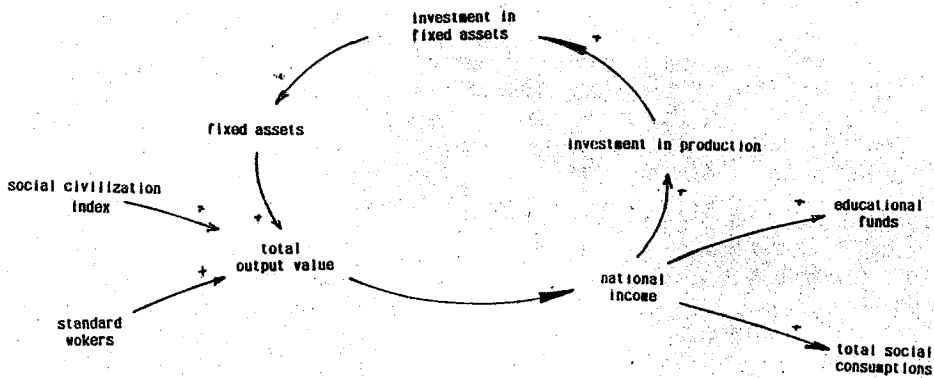 investment in
fixed assets
+
+
fixed assets
investment in production
social civilization
index
+
+
+
+
educational
funds
total
output value
+
national
income
standard
wokers
+
total social
consumptions